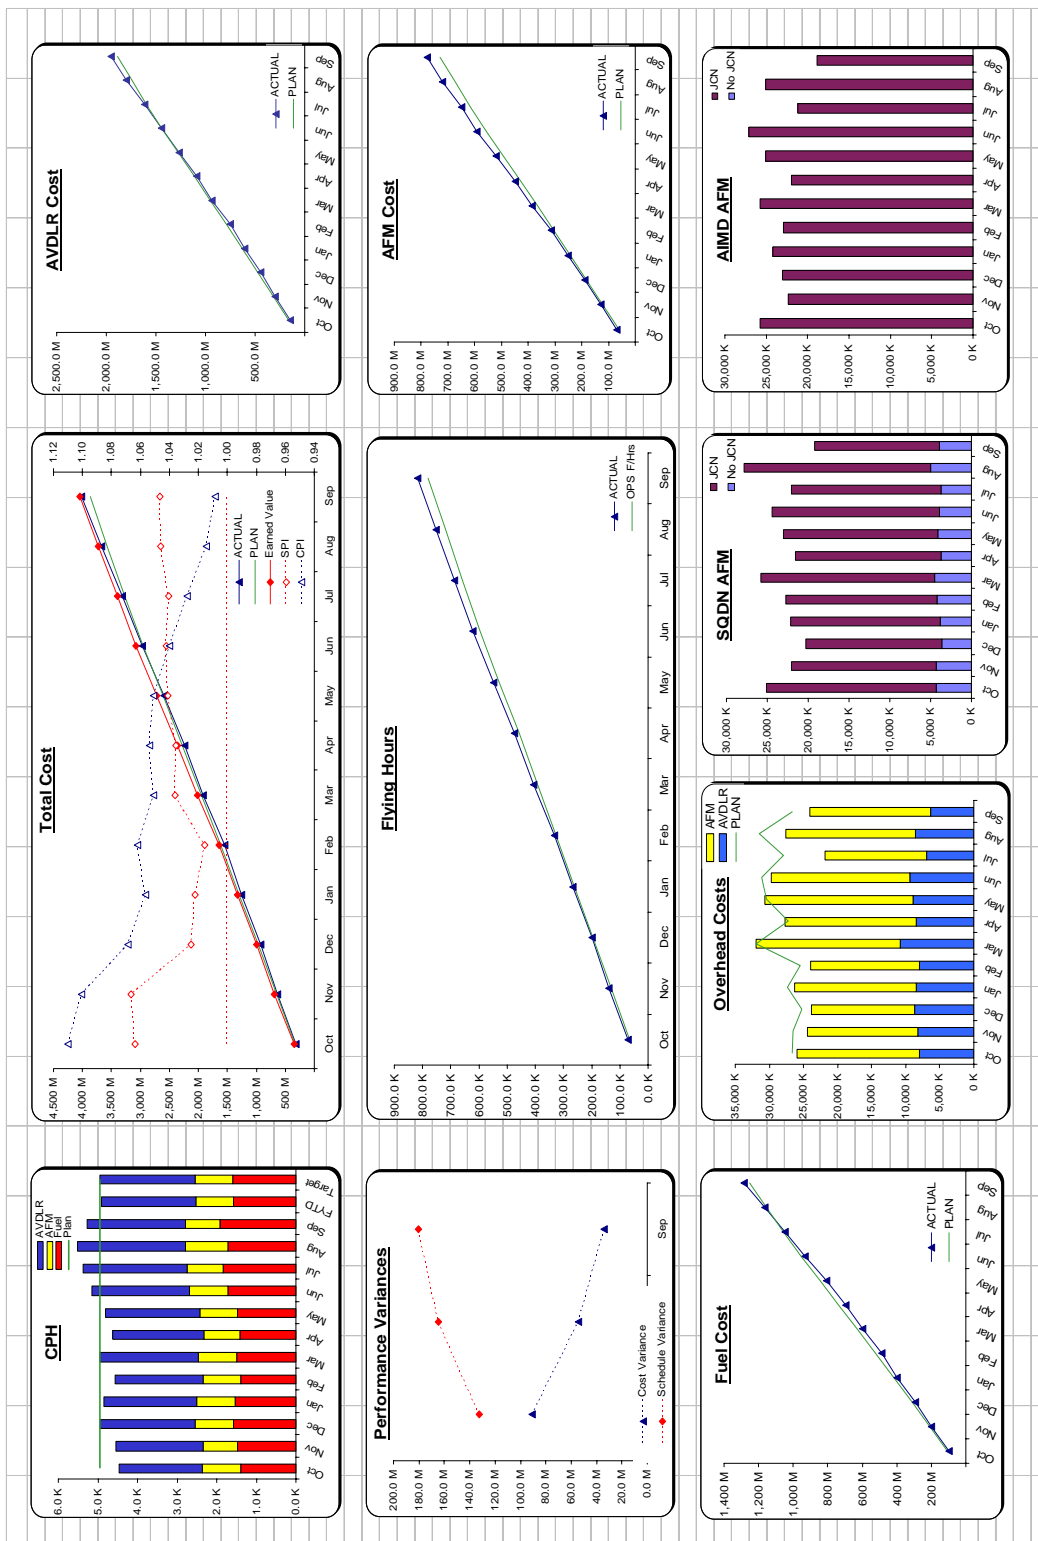 CPH
AVDLR
AFM
Fuel
Plan
6.0 K
5.0 K
4.0 K
3.0 K
2.0 K
1.0 K
0.0 K
Oct
Nov
Dec
Jan
Feb
Mar
Apr
May
Jun
Jul
Aug
Sep
FYTD
Target
Total Cost
4,500 M
4,000 M
3,500 M
3,000 M
2,500 M
2,000 M
1,500 M
1,000 M
500 M
1.12
1.10
1.08
1.06
1.04
1.02
1.00
0.98
0.96
0.94
ACTUAL
PLAN
Earned Value
SPI
CPI
Oct
Nov
Dec
Jan
Feb
Mar
Apr
May
Jun
Jul
Aug
Sep
AVDLR Cost
2,500.0 M
2,000.0 M
1,500.0 M
1,000.0 M
500.0 M
ACTUAL
PLAN
Oct
Nov
Dec
Jan
Feb
Mar
Apr
May
Jun
Jul
Aug
Sep
Performance Variances
200.0 M
180.0 M
160.0 M
140.0 M
120.0 M
100.0 M
80.0 M
60.0 M
40.0 M
20.0 M
0.0 M
Cost Variance
Schedule Variance
Sep
Flying Hours
900.0 K
800.0 K
700.0 K
600.0 K
500.0 K
400.0 K
300.0 K
200.0 K
100.0 K
0.0 K
ACTUAL
OPS F/Hrs
Oct
Nov
Dec
Jan
Feb
Mar
Apr
May
Jun
Jul
Aug
Sep
AFM Cost
900.0 M
800.0 M
700.0 M
600.0 M
500.0 M
400.0 M
300.0 M
200.0 M
100.0 M
ACTUAL
PLAN
Oct
Nov
Dec
Jan
Feb
Mar
Apr
May
Jun
Jul
Aug
Sep
Fuel Cost
1,400 M
1,200 M
1,000 M
800 M
600 M
400 M
200 M
ACTUAL
PLAN
Oct
Nov
Dec
Jan
Feb
Mar
Apr
May
Jun
Jul
Aug
Sep
Overhead Costs
AFM
AVDLR
PLAN
35,000 K
30,000 K
25,000 K
20,000 K
15,000 K
10,000 K
5,000 K
0 K
Oct
Nov
Dec
Jan
Feb
Mar
Apr
May
Jun
Jul
Aug
Sep
SQDN AFM
JCN
No JCN
30,000 K
25,000 K
20,000 K
15,000 K
10,000 K
5,000 K
0 K
Oct
Nov
Dec
Jan
Feb
Mar
Apr
May
Jun
Jul
Aug
Sep
AIMD AFM
JCN
No JCN
30,000 K
25,000 K
20,000 K
15,000 K
10,000 K
5,000 K
0 K
Oct
Nov
Dec
Jan
Feb
Mar
Apr
May
Jun
Jul
Aug
Sep